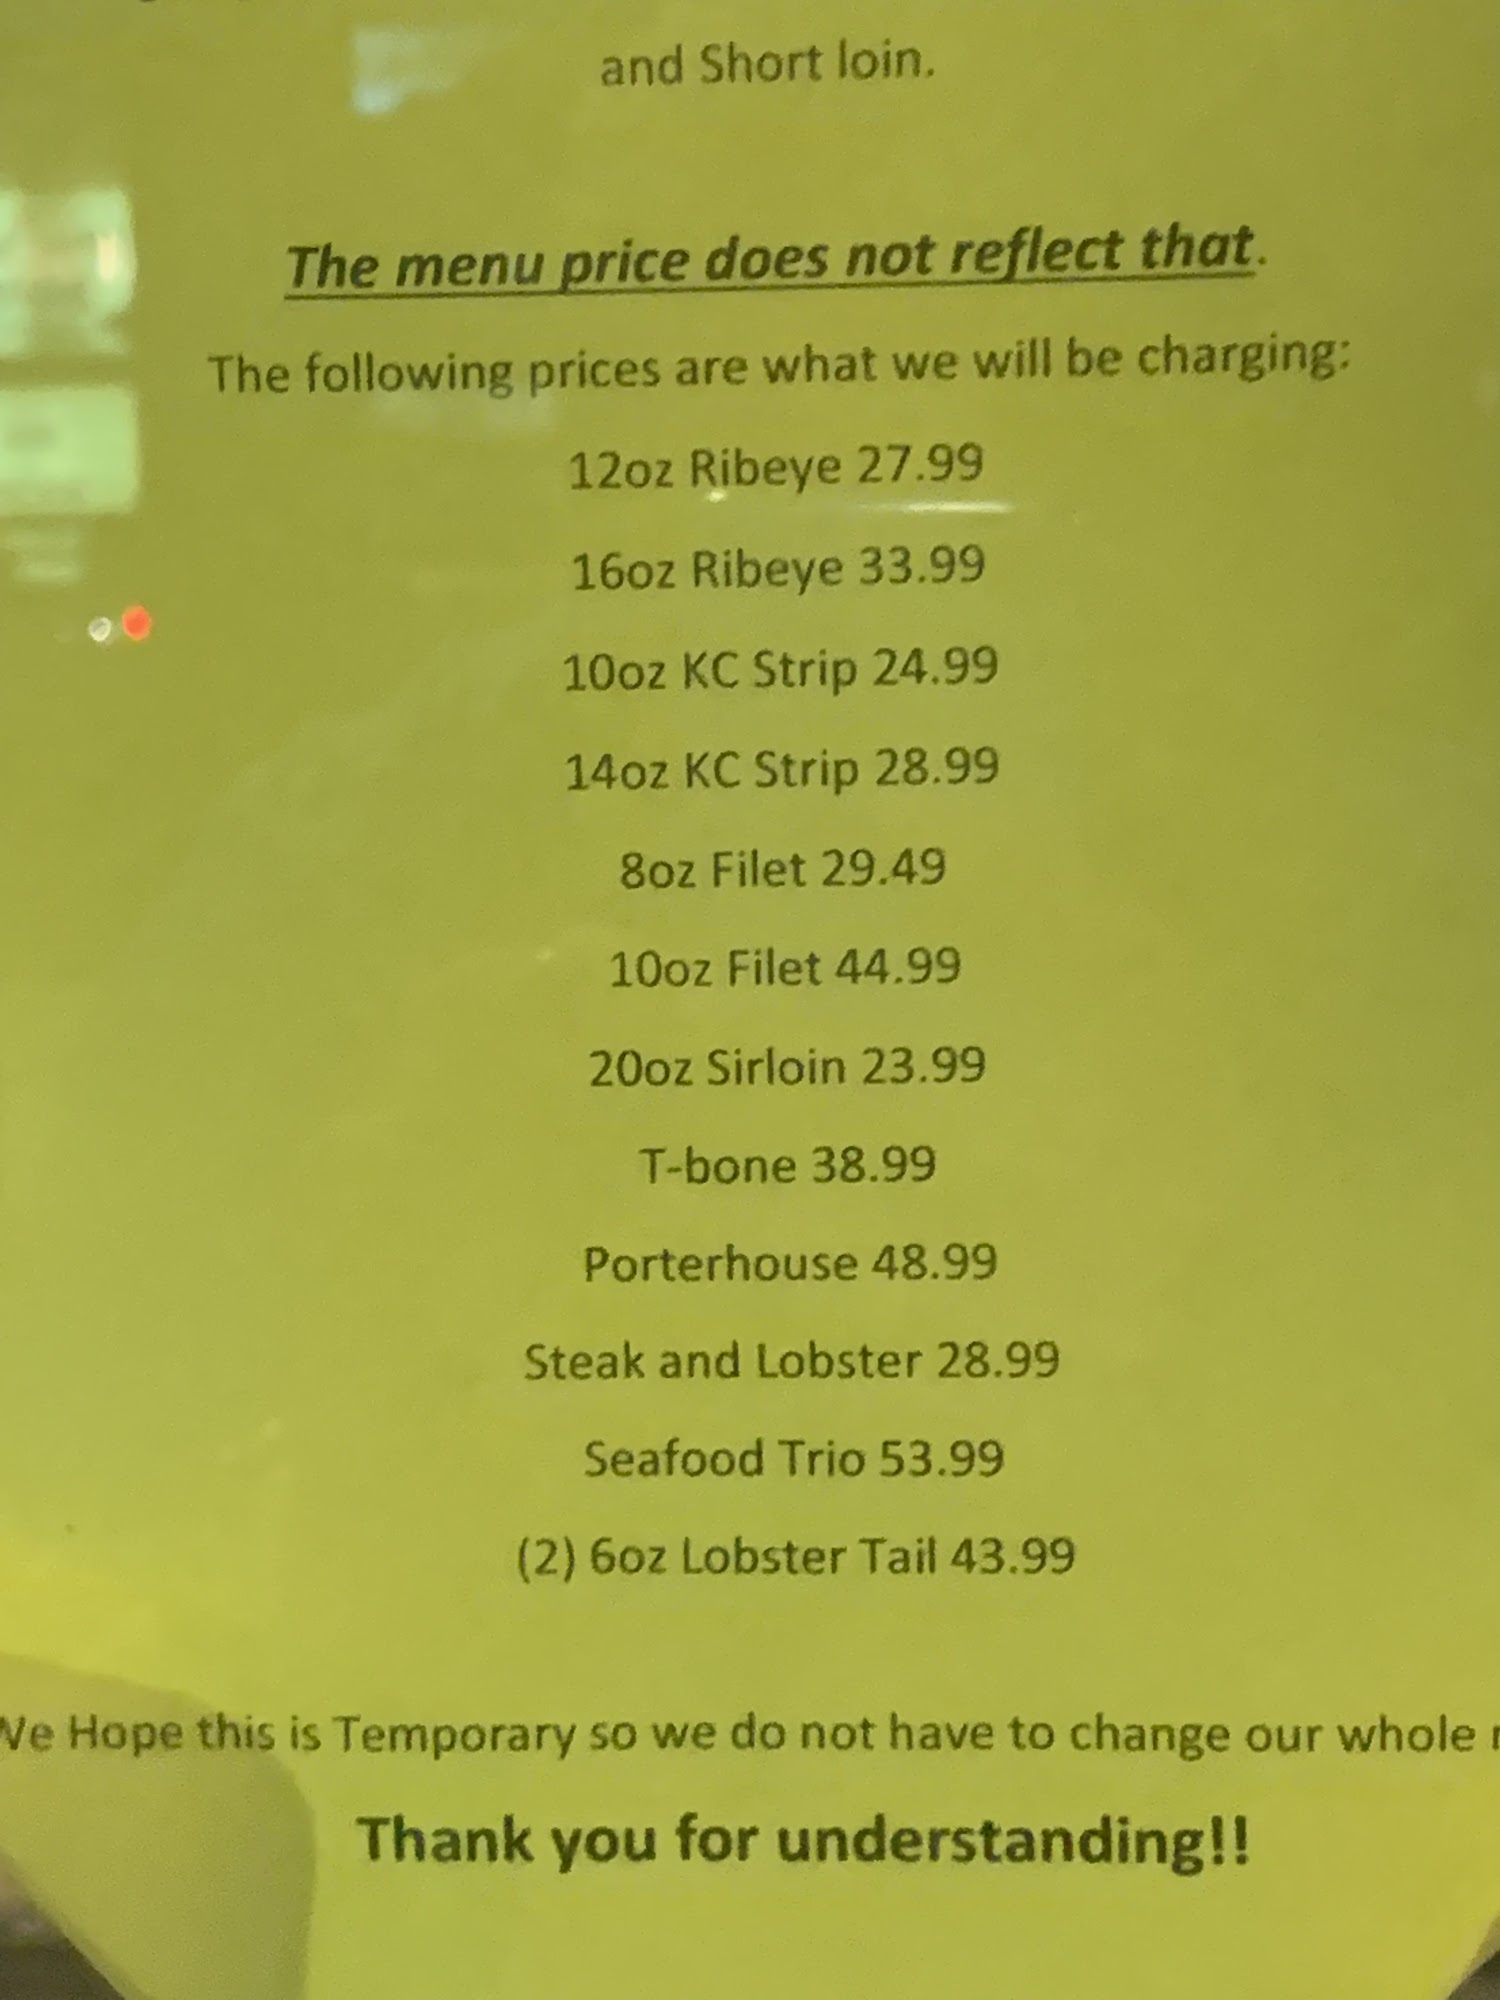 and Short loin.
The menu price does not reflect that.
The following prices are what we will be charging:
12oz Ribeye 27.99
16oz Ribeye 33.99
10oz KC Strip 24.99
14oz KC Strip 28.99
8oz Filet 29.49
10oz Filet 44.99
20oz Sirloin 23.99
T-bone 38.99
Porterhouse 48.99
Steak and Lobster 28.99
Seafood Trio 53.99
(2) 6oz Lobster Tail 43.99
We Hope this is Temporary so we do not have to change our whole
Thank you for understanding!!